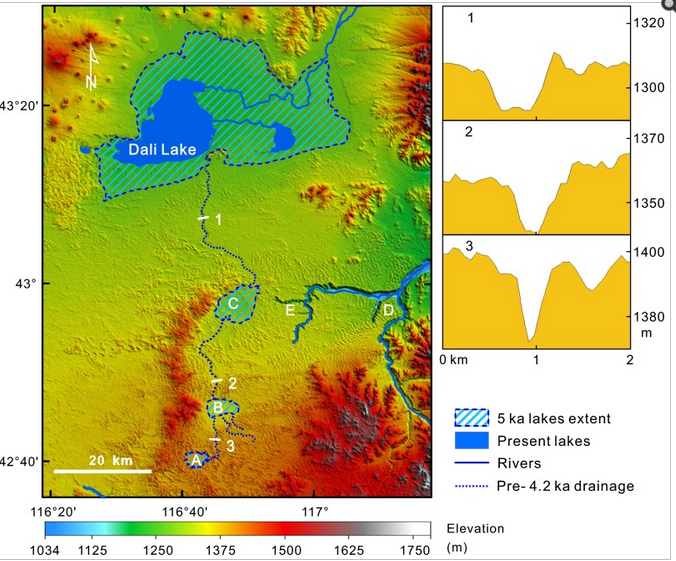 N
43°20'
43°
42°40'
Dali Lake
1
C
E
D
2
B
3
A
20 km
116°20'
116°40'
117°
1
1320
1300
2
1370
1350
3
1400
1380
m
0 km
1
2
5 ka lakes extent
Present lakes
Rivers
Pre- 4.2 ka drainage
1034
1125
1250
1375
1500
1625
1750
Elevation
(m)